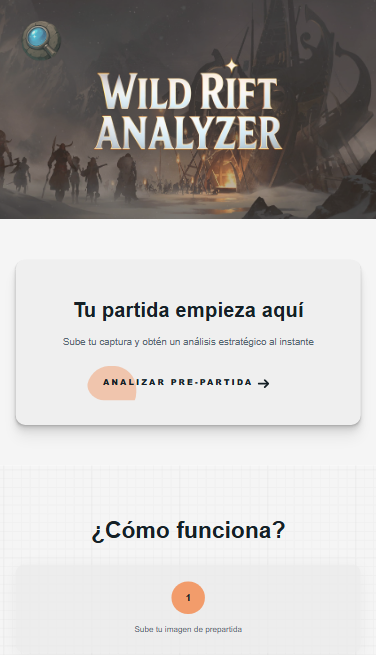 WILD RIFT
ANALYZER
Tu partida empieza aquí
Sube tu captura y obtén un análisis estratégico al instante
ANALIZAR PRE-PARTIDA
¿Cómo funciona?
1
Sube tu imagen de prepartida